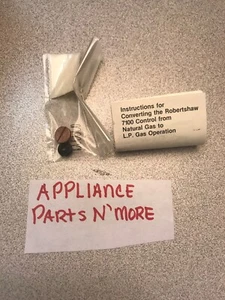 Instructions for
Converting the Robertshaw
7100 Control from
Natural Gas to
L.P. Gas Operation
APPLIANCE
PARTS N' MORE